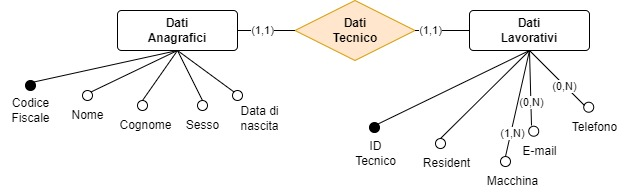 Dati
Anagrafici
(1,1)
Dati
Tecnico
(1,1)
Dati
Lavorativi
Codice
Fiscale
Nome
Cognome
Sesso
Data di
nascita
ID
Tecnico
Resident
(1,N)
Macchina
(0,N)
E-mail
(0,N)
Telefono